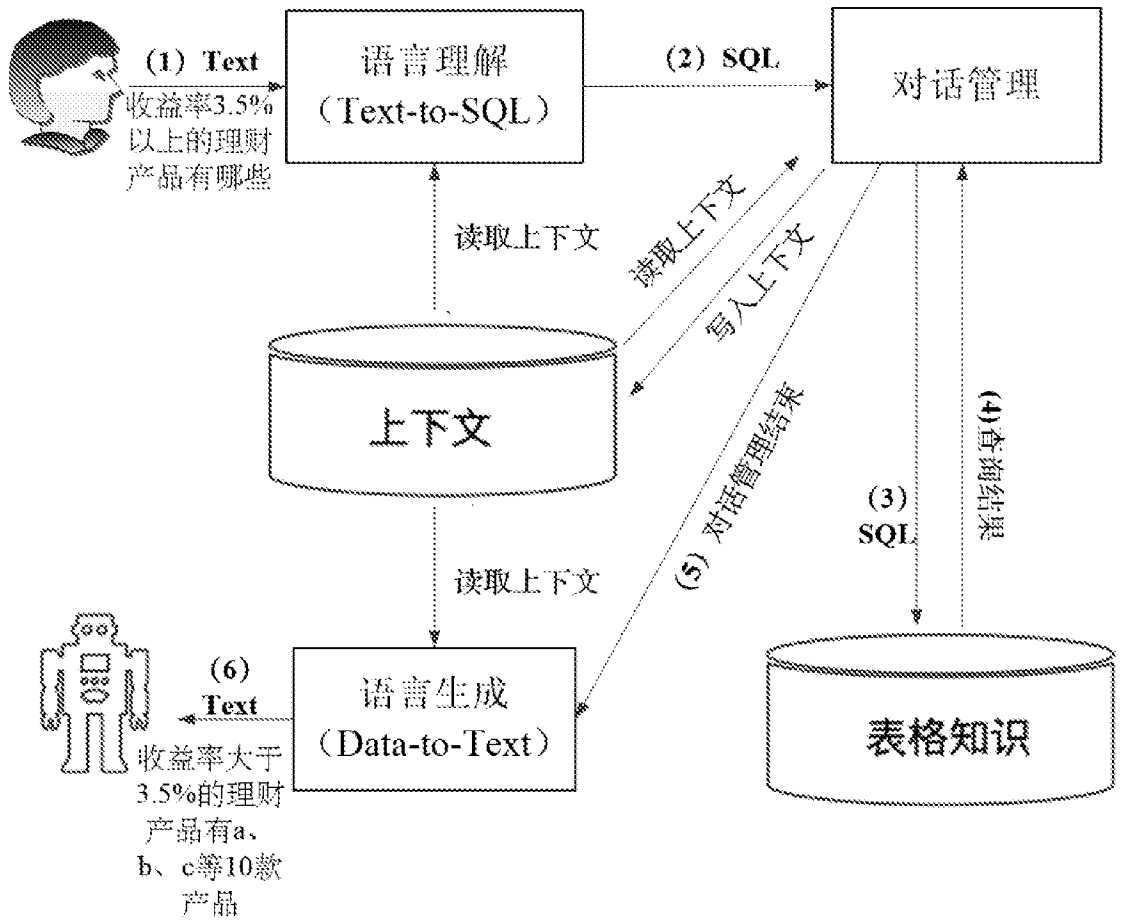 (1) Text
收益率3.5%
以上的理财
产品有哪些
语言理解
（Text-to-SQL）
(2) SQL
对话管理
读取上下文
读取上下文
写入上下文
上下文
(3)
SQL
(4)查询结果
(5) 对话管理结束
读取上下文
(6)
Text
收益率大于
3.5%的理财
产品有a、
b、c等10款
产品
语言生成
（Data-to-Text）
表格知识